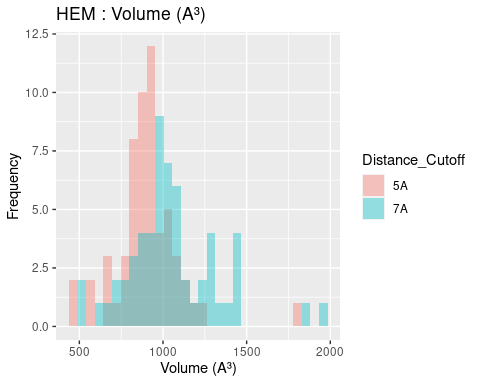 HEM : Volume (A³)
12.5
10.0
7.5
5.0
2.5
0.0
Frequency
500
1000
1500
2000
Volume (A³)
Distance_Cutoff
5A
7A